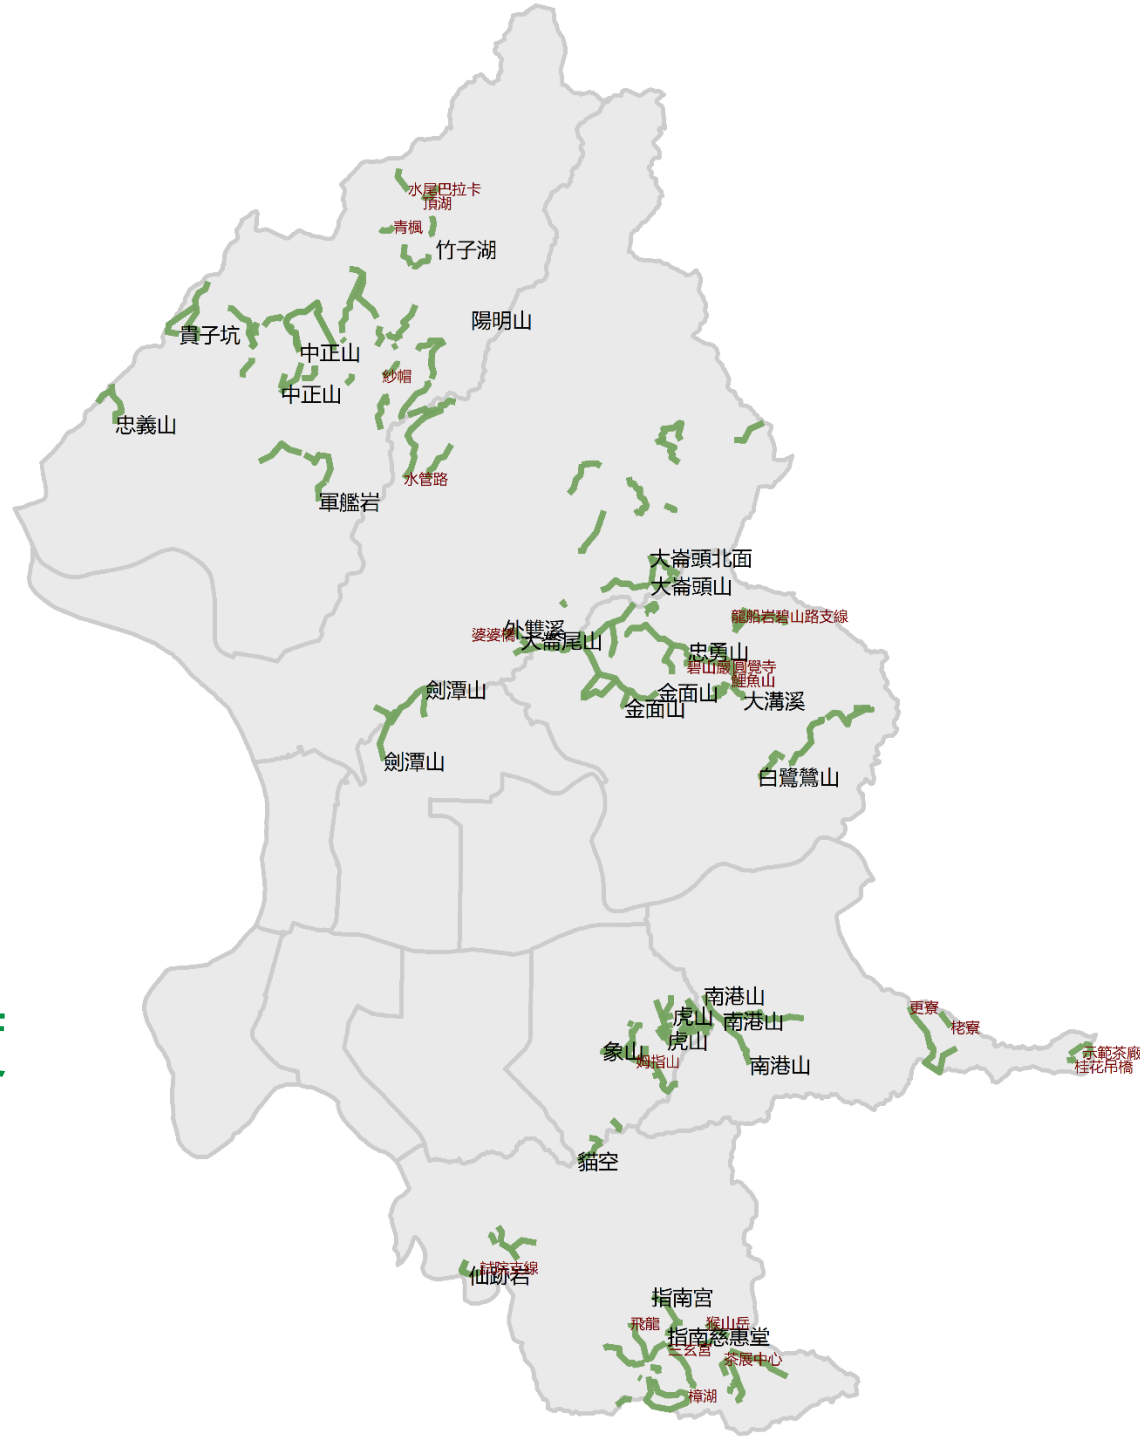 水尾巴拉卡
頂湖
青楓
竹子湖
陽明山
貴子坑
中正山
紗帽
中正山
忠義山
水管路
軍艦岩
大崙頭北面
大崙頭山
龍船岩碧山路支線
外雙溪
婆婆橋
大崙尾山
忠勇山
碧山巖圓覺寺
鯉魚山
劍潭山
金面山
大溝溪
金面山
劍潭山
白鷺鷥山
南港山
更寮
虎山
南港山
栳寮
虎山
象山
示範茶廠
姆指山
南港山
桂花吊橋
貓空
試院支線
仙跡岩
指南宮
飛龍
猴山岳
指南慈惠堂
三玄宮
茶展中心
樟湖